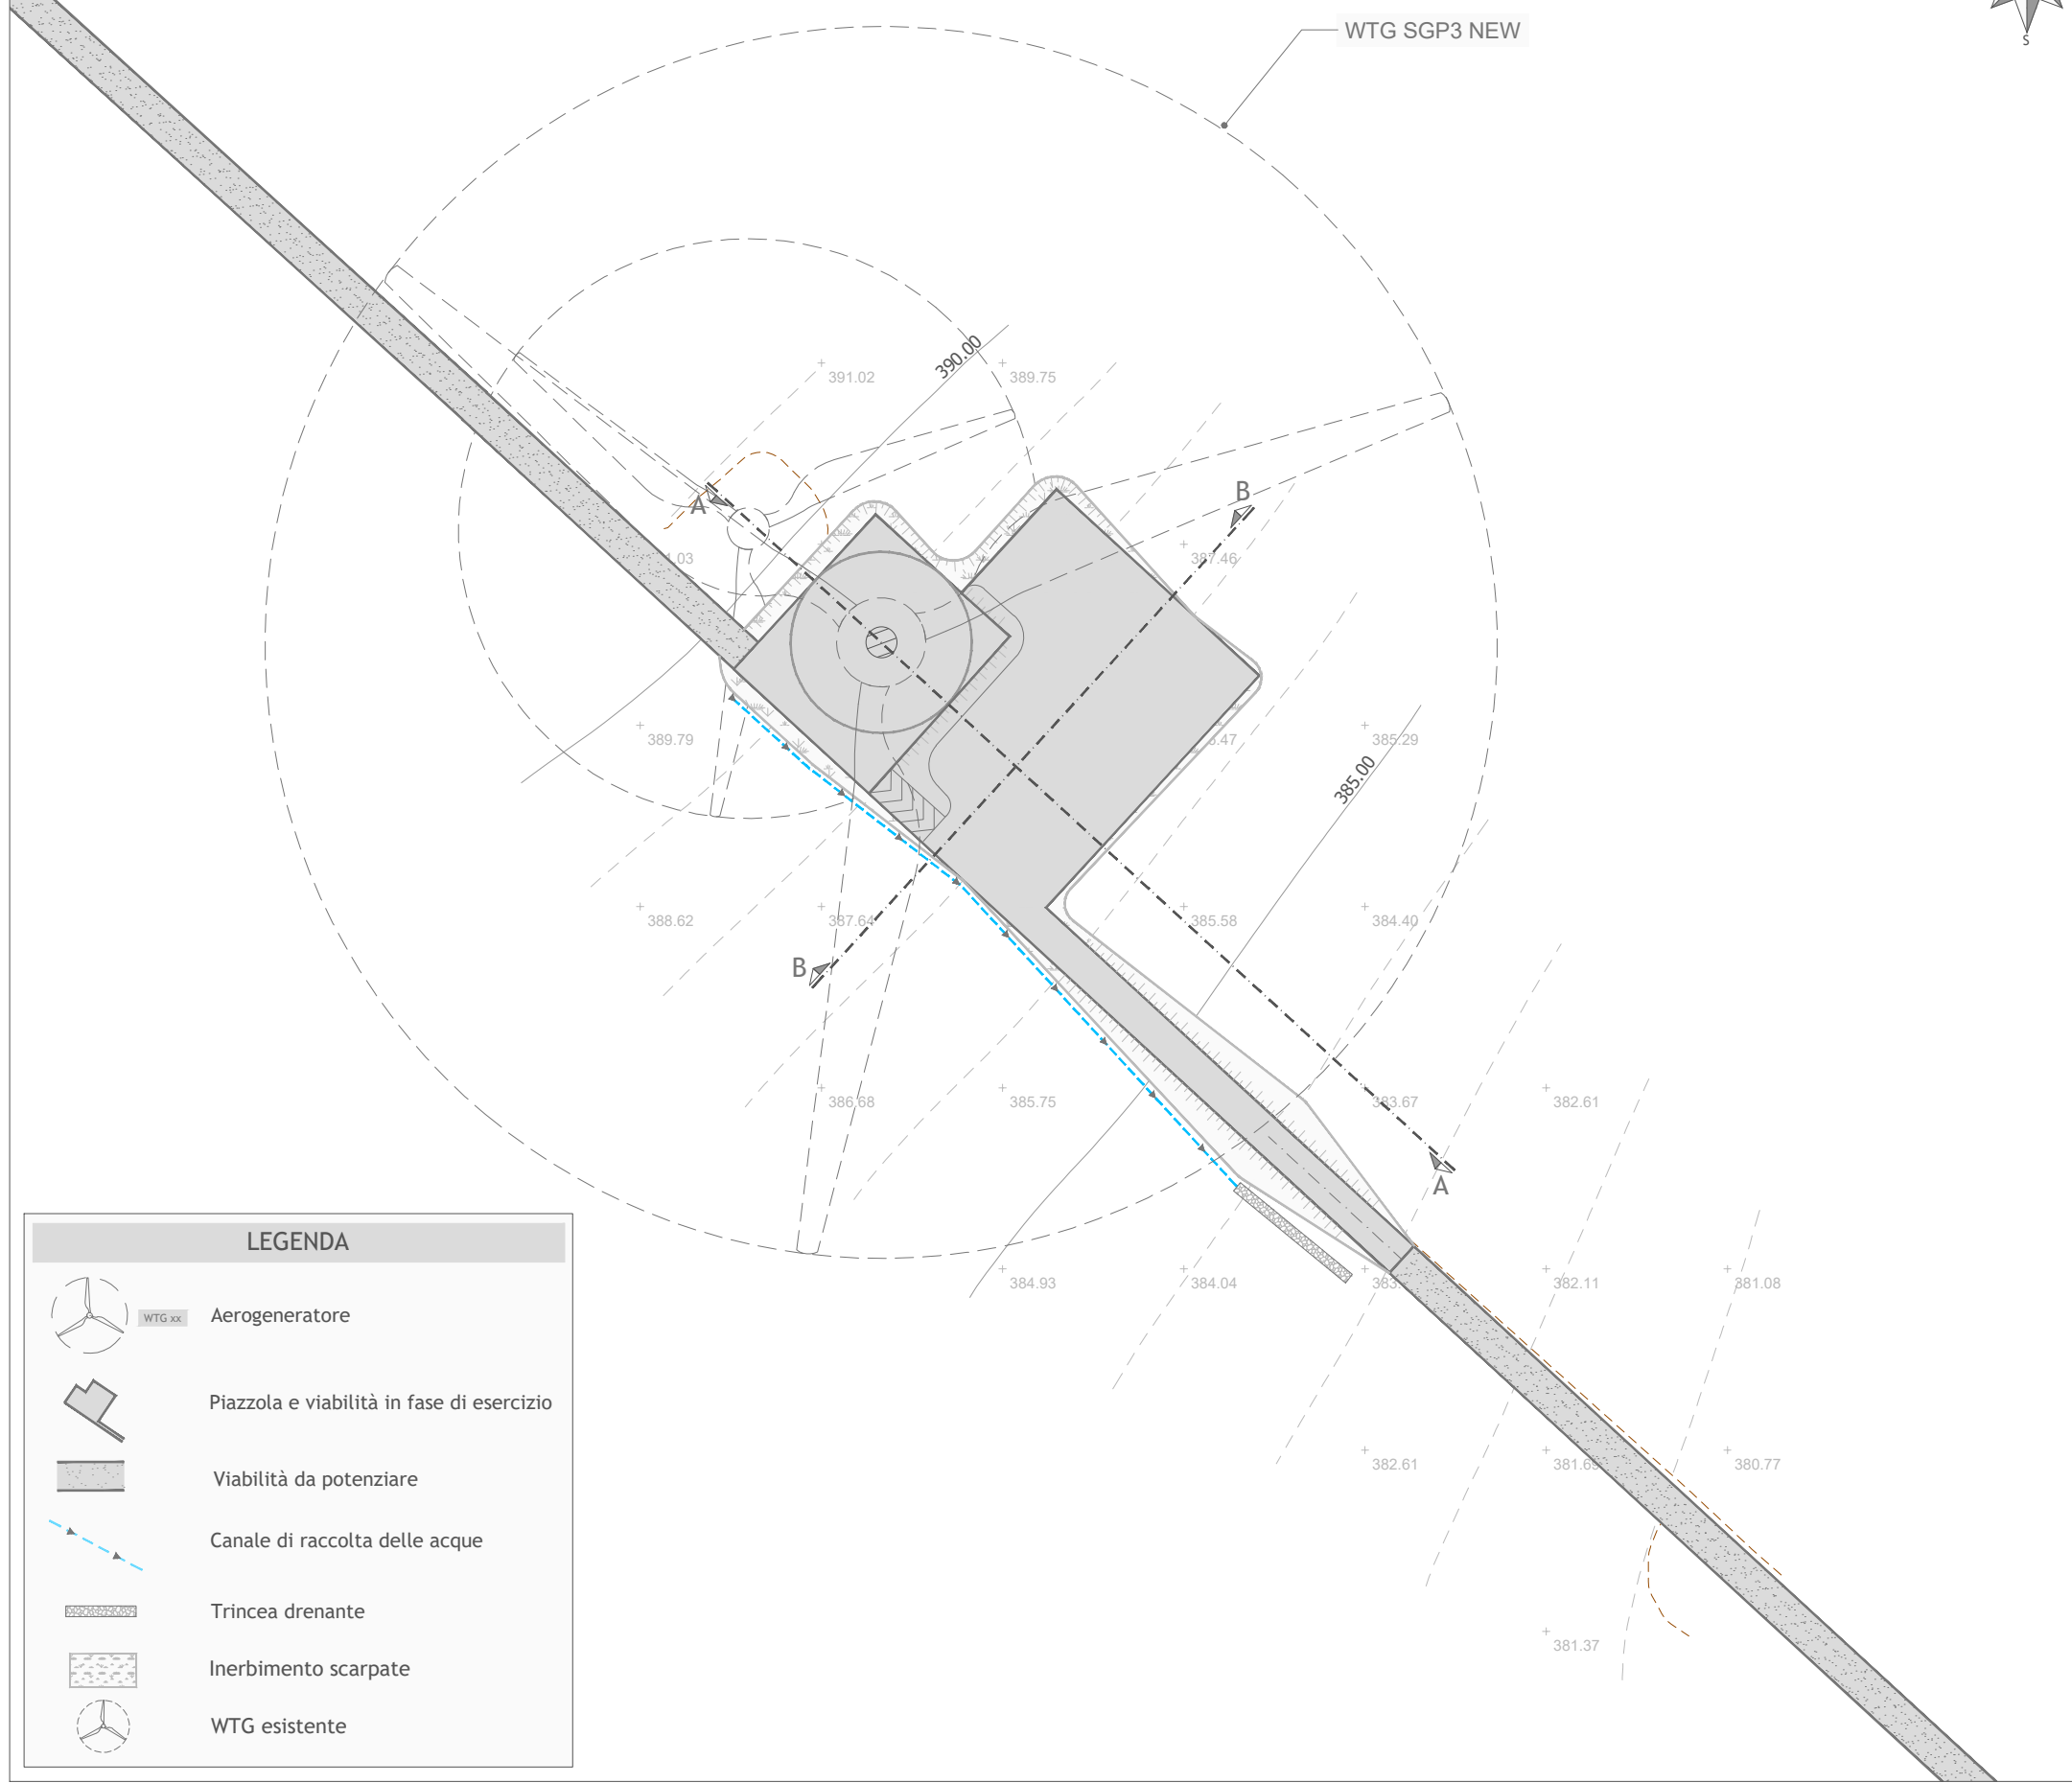 WTG SGP3 NEW
S
390.00
391.02
389.75
A
B
387.46
389.79
385.29
385.00
388.62
387.64
385.58
384.40
B
386.68
385.75
383.67
382.61
A
384.93
384.04
382.11
381.08
382.61
380.77
381.37
LEGENDA
WTG xx
Aerogeneratore
Piazzola e viabilità in fase di esercizio
Viabilità da potenziare
Canale di raccolta delle acque
Trincea drenante
Inerbimento scarpate
WTG esistente